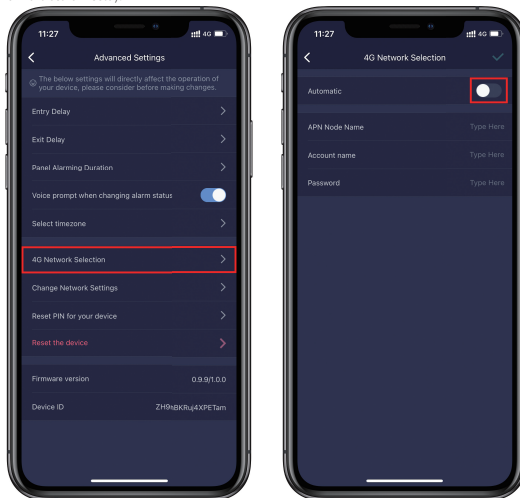 11:27
4G
Advanced Settings
The below settings will directly affect the operation of
your device, please consider before making changes.
Entry Delay
Exit Delay
Panel Alarming Duration
Voice prompt when changing alarm status
Select timezone
4G Network Selection
Change Network Settings
Reset PIN for your device
Reset the device
Firmware version
0.9.9/1.0.0
Device ID
11:27
4G
4G Network Selection
Automatic
APN Node Name
Type Here
Account name
Type Here
Password
Type Here